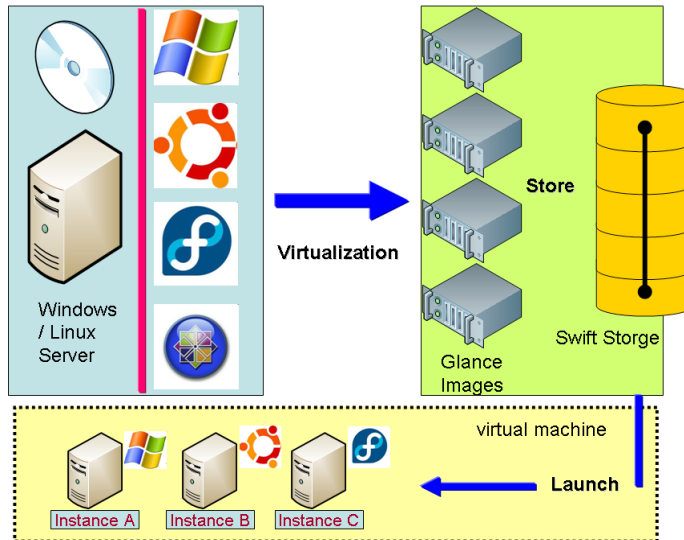 Windows
/ Linux
Server
Virtualization
Store
Glance
Images
Swift Storge
virtual machine
Launch
Instance A
Instance B
Instance C